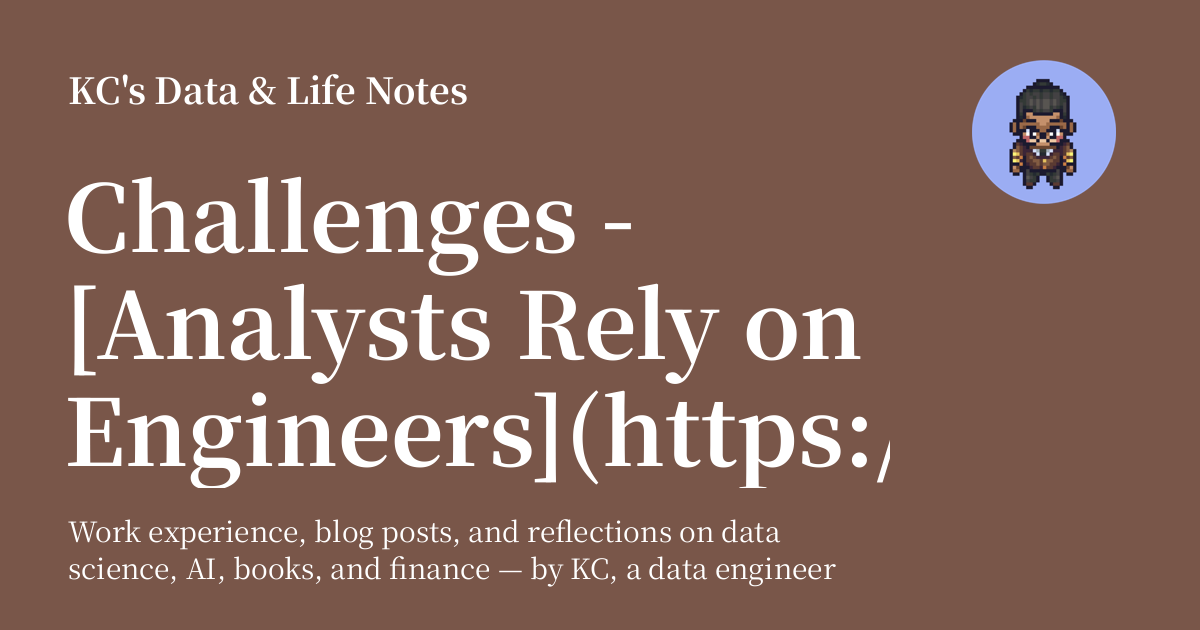 KC's Data & Life Notes
Challenges -
[Analysts Rely on
Engineers](https:/
Work experience, blog posts, and reflections on data
science, AI, books, and finance — by KC, a data engineer